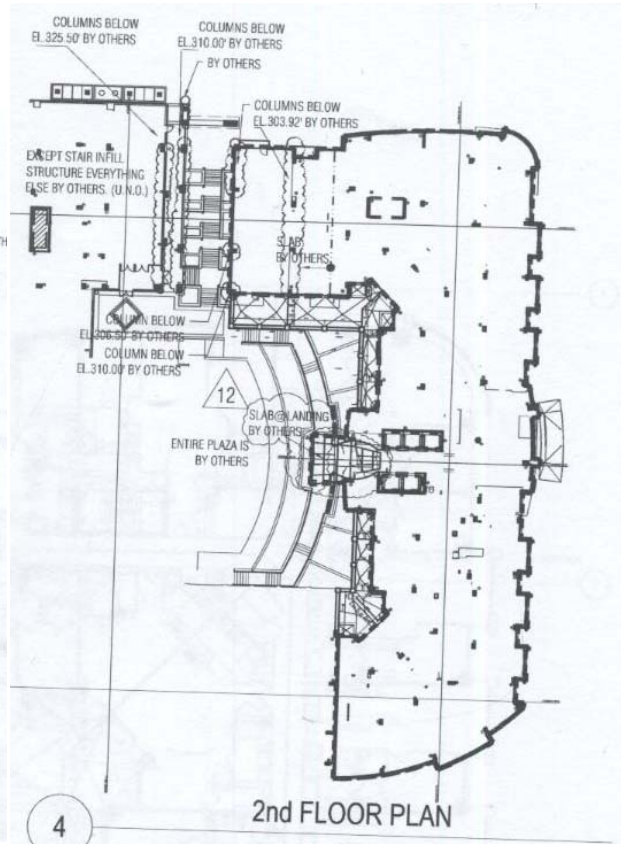 COLUMNS BELOW
EL.325.50' BY OTHERS
COLUMNS BELOW
EL.310.00' BY OTHERS
BY OTHERS
COLUMNS BELOW
EL.303.92' BY OTHERS
EXCEPT STAIR INFILL
STRUCTURE EVERYTHING
ELSE BY OTHERS. (U.N.O.)
TH
SLAB
BY OTHERS
COLUMN BELOW
EL.306.50' BY OTHERS
COLUMN BELOW
EL.310.00' BY OTHERS
12
SLAB@LANDING
BY OTHERS
ENTIRE PLAZA IS
BY OTHERS
4
2nd FLOOR PLAN